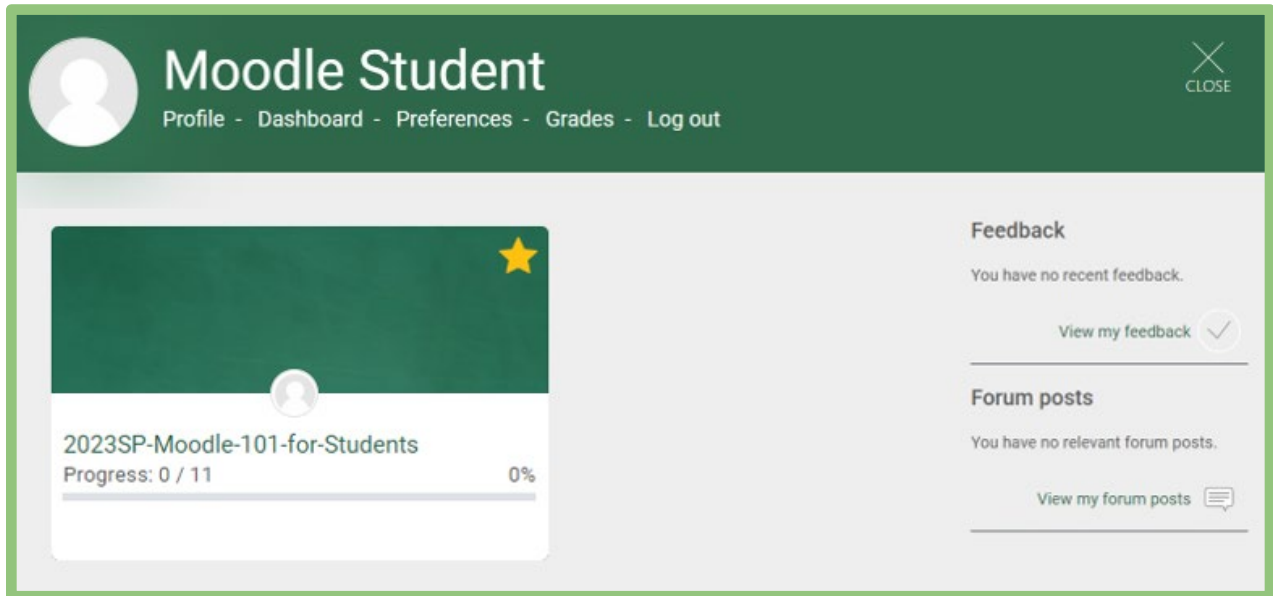 Moodle Student
CLOSE
Profile - Dashboard - Preferences - Grades - Log out
2023SP-Moodle-101-for-Students
Progress: 0 / 11 0%
Feedback
You have no recent feedback.
View my feedback
Forum posts
You have no relevant forum posts.
View my forum posts